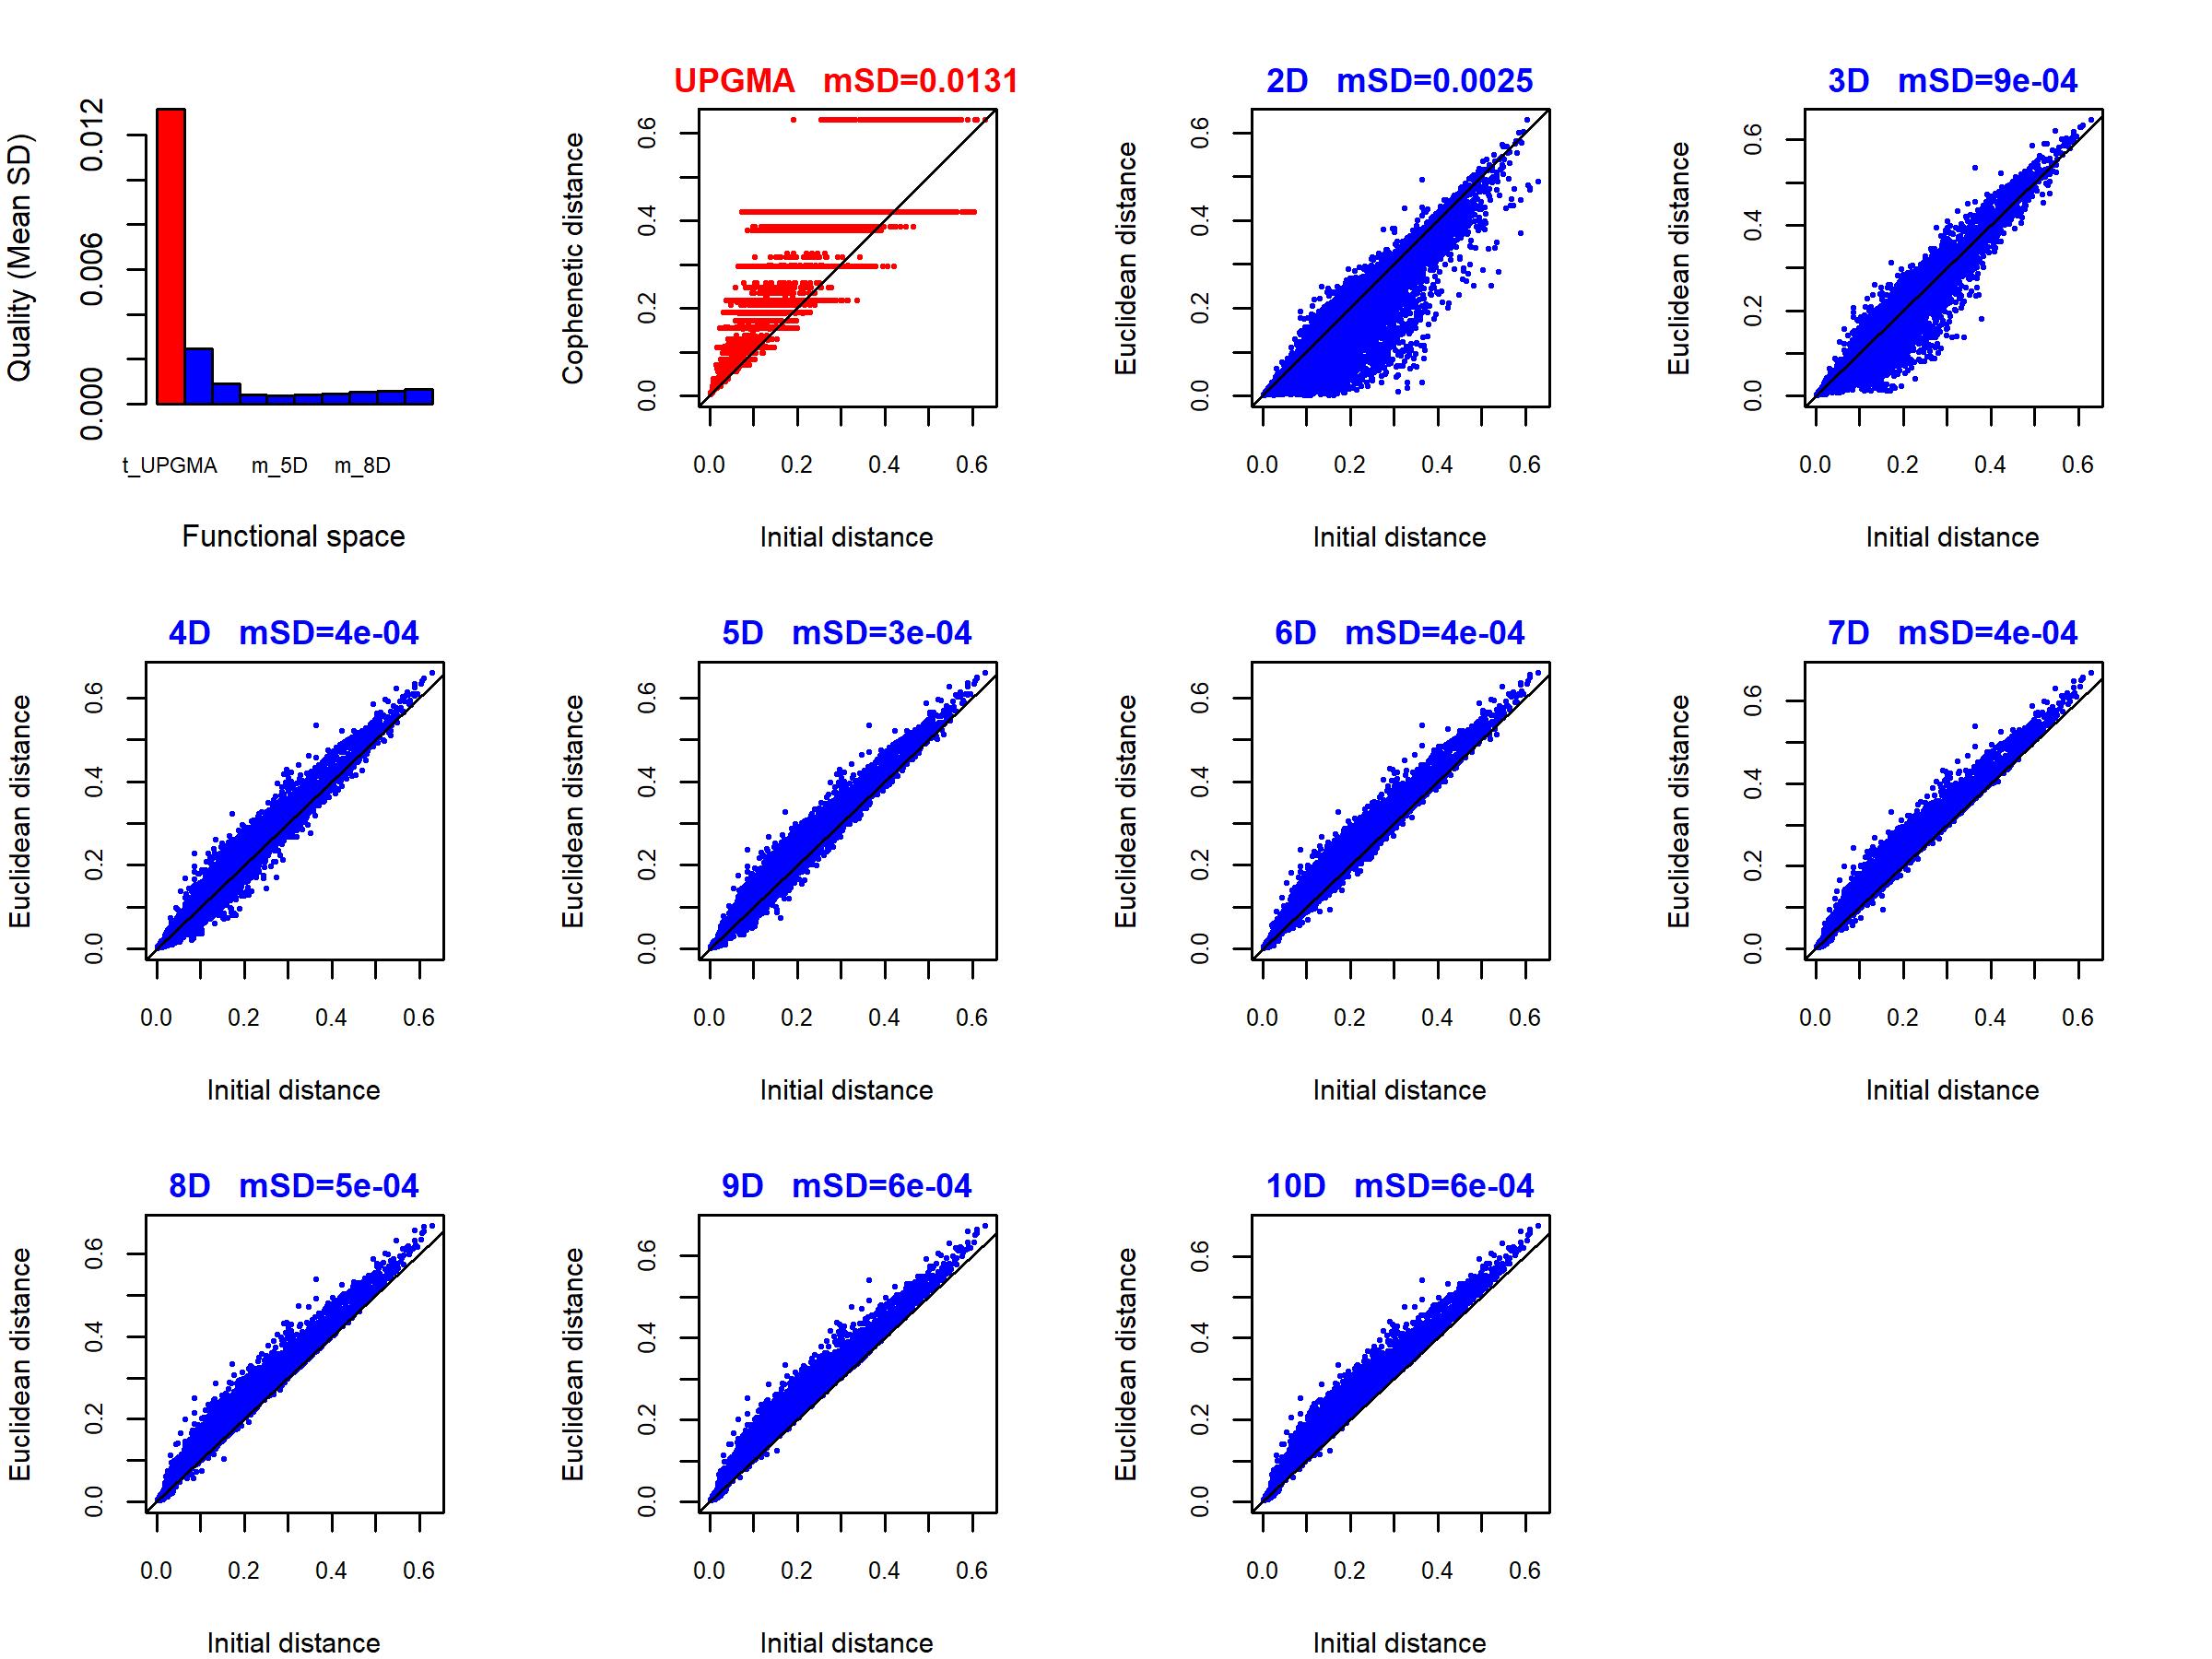 Quality (Mean SD)
0.012
0.006
0.000
t_UPGMA m_5D m_8D
Functional space
UPGMA mSD=0.0131
Cophenetic distance
0.6
0.4
0.2
0.0
0.0 0.2 0.4 0.6
Initial distance
2D mSD=0.0025
Euclidean distance
0.6
0.4
0.2
0.0
0.0 0.2 0.4 0.6
Initial distance
3D mSD=9e-04
Euclidean distance
0.6
0.4
0.2
0.0
0.0 0.2 0.4 0.6
Initial distance
4D mSD=4e-04
Euclidean distance
0.6
0.4
0.2
0.0
0.0 0.2 0.4 0.6
Initial distance
5D mSD=3e-04
Euclidean distance
0.6
0.4
0.2
0.0
0.0 0.2 0.4 0.6
Initial distance
6D mSD=4e-04
Euclidean distance
0.6
0.4
0.2
0.0
0.0 0.2 0.4 0.6
Initial distance
7D mSD=4e-04
Euclidean distance
0.6
0.4
0.2
0.0
0.0 0.2 0.4 0.6
Initial distance
8D mSD=5e-04
Euclidean distance
0.6
0.4
0.2
0.0
0.0 0.2 0.4 0.6
Initial distance
9D mSD=6e-04
Euclidean distance
0.6
0.4
0.2
0.0
0.0 0.2 0.4 0.6
Initial distance
10D mSD=6e-04
Euclidean distance
0.6
0.4
0.2
0.0
0.0 0.2 0.4 0.6
Initial distance